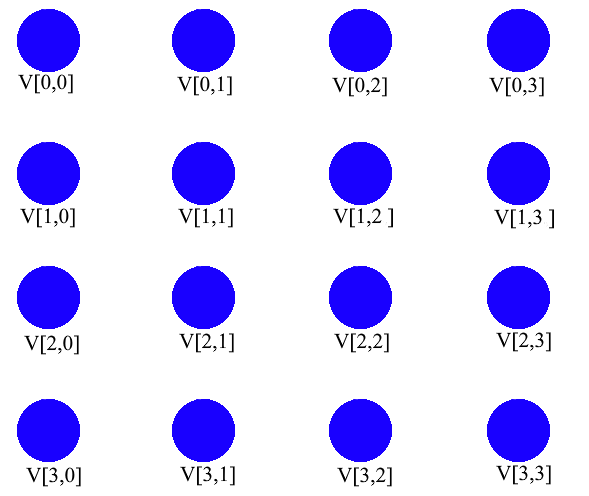 V[0,0] V[0,1] V[0,2] V[0,3]
V[1,0] V[1,1] V[1,2 ] V[1,3 ]
V[2,0] V[2,1] V[2,2] V[2,3]
V[3,0] V[3,1] V[3,2] V[3,3]